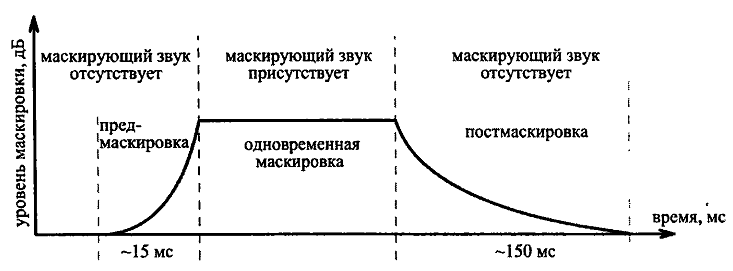 уровень маскировки, дБ
маскирующий звук
отсутствует
маскирующий звук
присутствует
маскирующий звук
отсутствует
пред-
маскировка
одновременная
маскировка
постмаскировка
время, мс
~15 мс
~150 мс